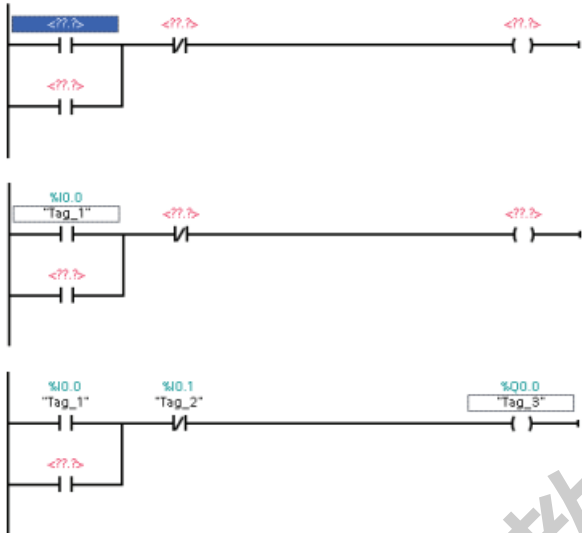 <??.?> <??.?> <??.?>
<??.?>
%I0.0
"Tag_1" <??.?> <??.?>
<??.?>
%I0.0 %I0.1 %Q0.0
"Tag_1" "Tag_2" "Tag_3"
<??.?>